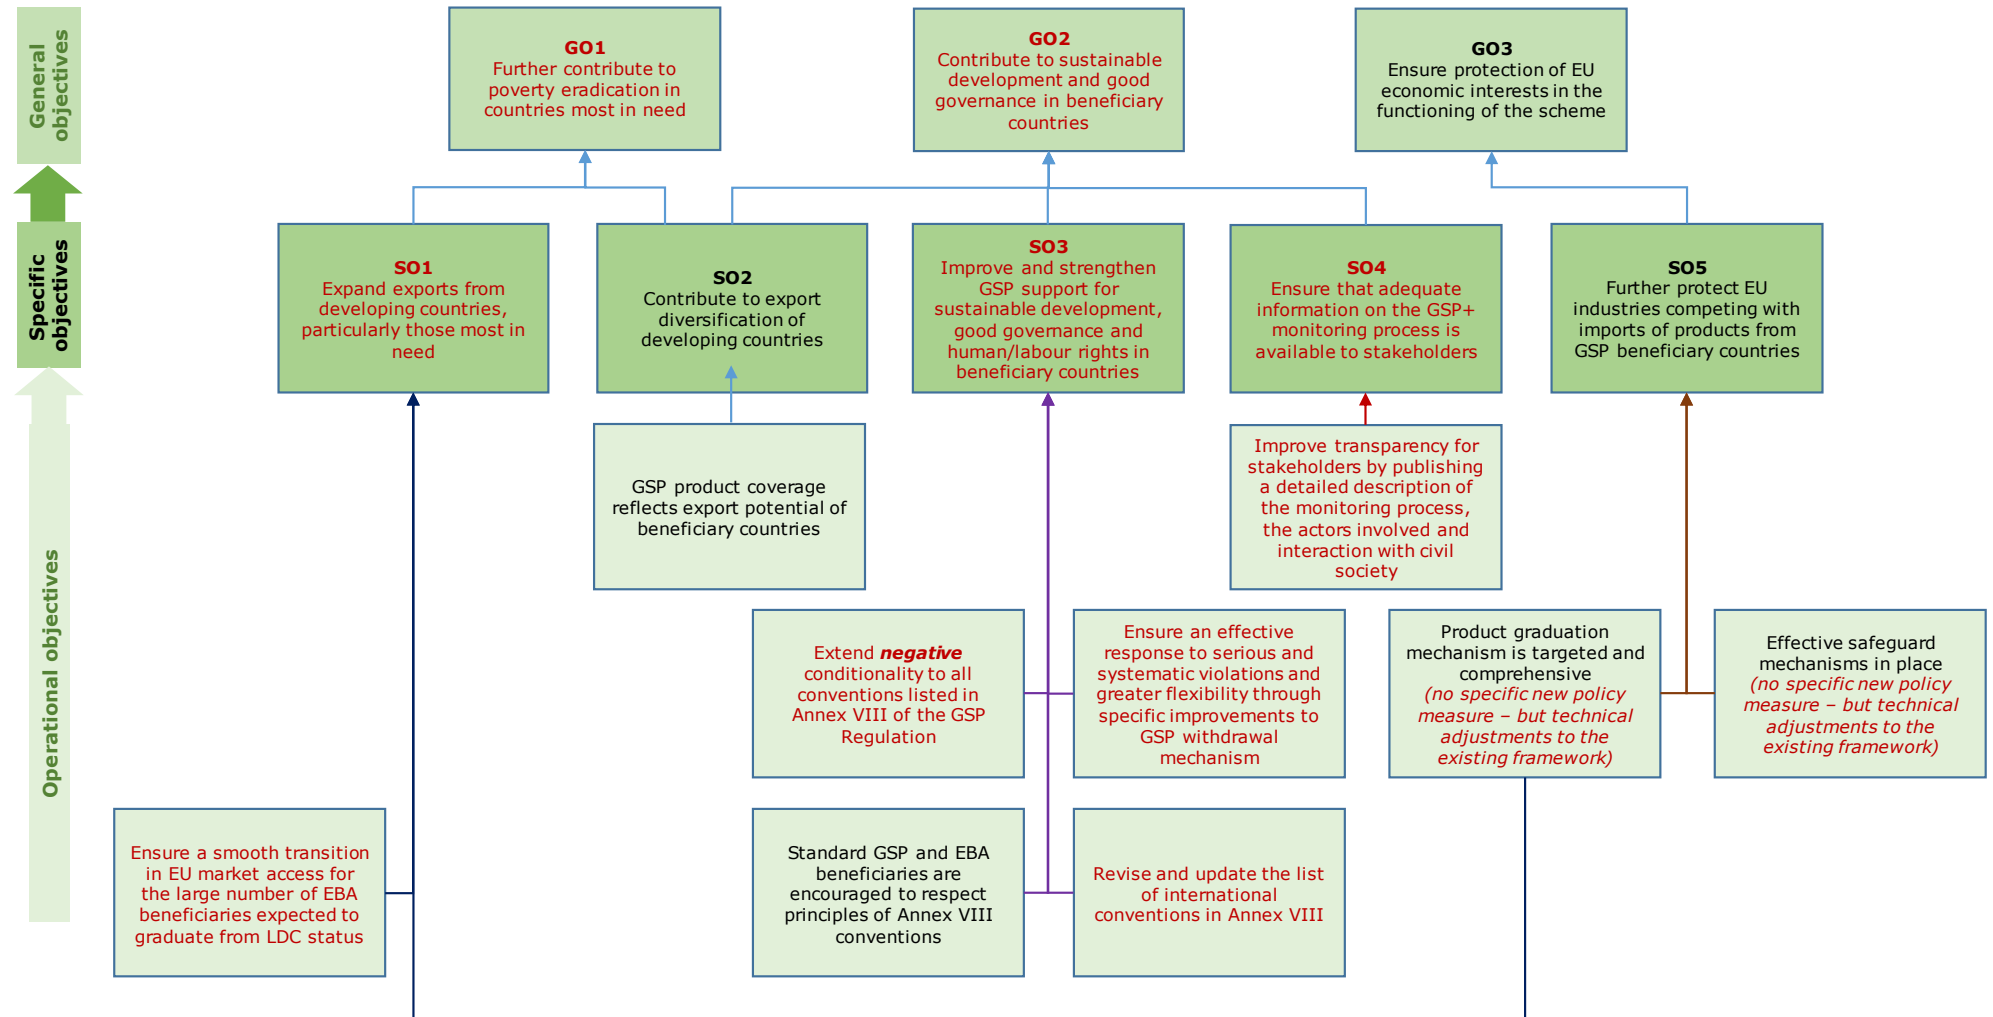 General
objectives
GO1
Further contribute to
poverty eradication in
countries most in need
GO2
Contribute to sustainable
development and good
governance in beneficiary
countries
GO3
Ensure protection of EU
economic interests in the
functioning of the scheme
Specific
objectives
SO1
Expand exports from
developing countries,
particularly those most in
need
SO2
Contribute to export
diversification of
developing countries
SO3
Improve and strengthen
GSP support for
sustainable development,
good governance and
human/labour rights in
beneficiary countries
SO4
Ensure that adequate
information on the GSP+
monitoring process is
available to stakeholders
SO5
Further protect EU
industries competing with
imports of products from
GSP beneficiary countries
Operational objectives
GSP product coverage
reflects export potential of
beneficiary countries
Improve transparency for
stakeholders by publishing
a detailed description of
the monitoring process,
the actors involved and
interaction with civil
society
Extend negative
conditionality to all
conventions listed in
Annex VIII of the GSP
Regulation
Ensure an effective
response to serious and
systematic violations and
greater flexibility through
specific improvements to
GSP withdrawal
mechanism
Product graduation
mechanism is targeted and
comprehensive
(no specific new policy
measure – but technical
adjustments to the
existing framework)
Effective safeguard
mechanisms in place
(no specific new policy
measure – but technical
adjustments to the
existing framework)
Ensure a smooth transition
in EU market access for
the large number of EBA
beneficiaries expected to
graduate from LDC status
Standard GSP and EBA
beneficiaries are
encouraged to respect
principles of Annex VIII
conventions
Revise and update the list
of international
conventions in Annex VIII